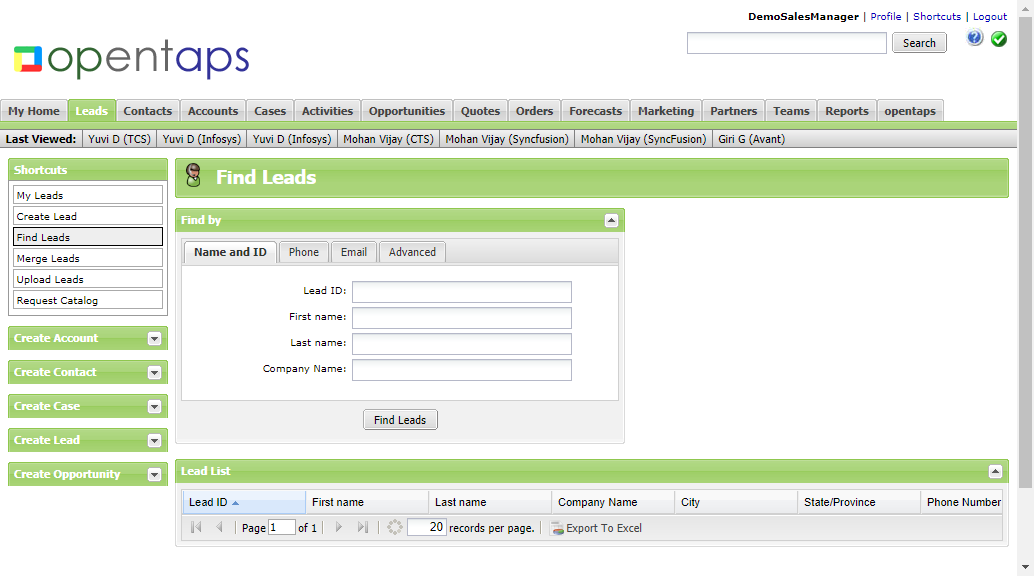 DemoSalesManager | Profile | Shortcuts | Logout
opentaps
Search
?
My Home Leads Contacts Accounts Cases Activities Opportunities Quotes Orders Forecasts Marketing Partners Teams Reports opentaps
Last Viewed: Yuvi D (TCS) Yuvi D (Infosys) Yuvi D (Infosys) Mohan Vijay (CTS) Mohan Vijay (Syncfusion) Mohan Vijay (SyncFusion) Giri G (Avant)
Shortcuts
My Leads
Create Lead
Find Leads
Merge Leads
Upload Leads
Request Catalog
Create Account
Create Contact
Create Case
Create Lead
Create Opportunity
Find Leads
Find by
Name and ID Phone Email Advanced
Lead ID:
First name:
Last name:
Company Name:
Find Leads
Lead List
Lead ID First name Last name Company Name City State/Province Phone Number
Page 1 of 1 20 records per page. Export To Excel